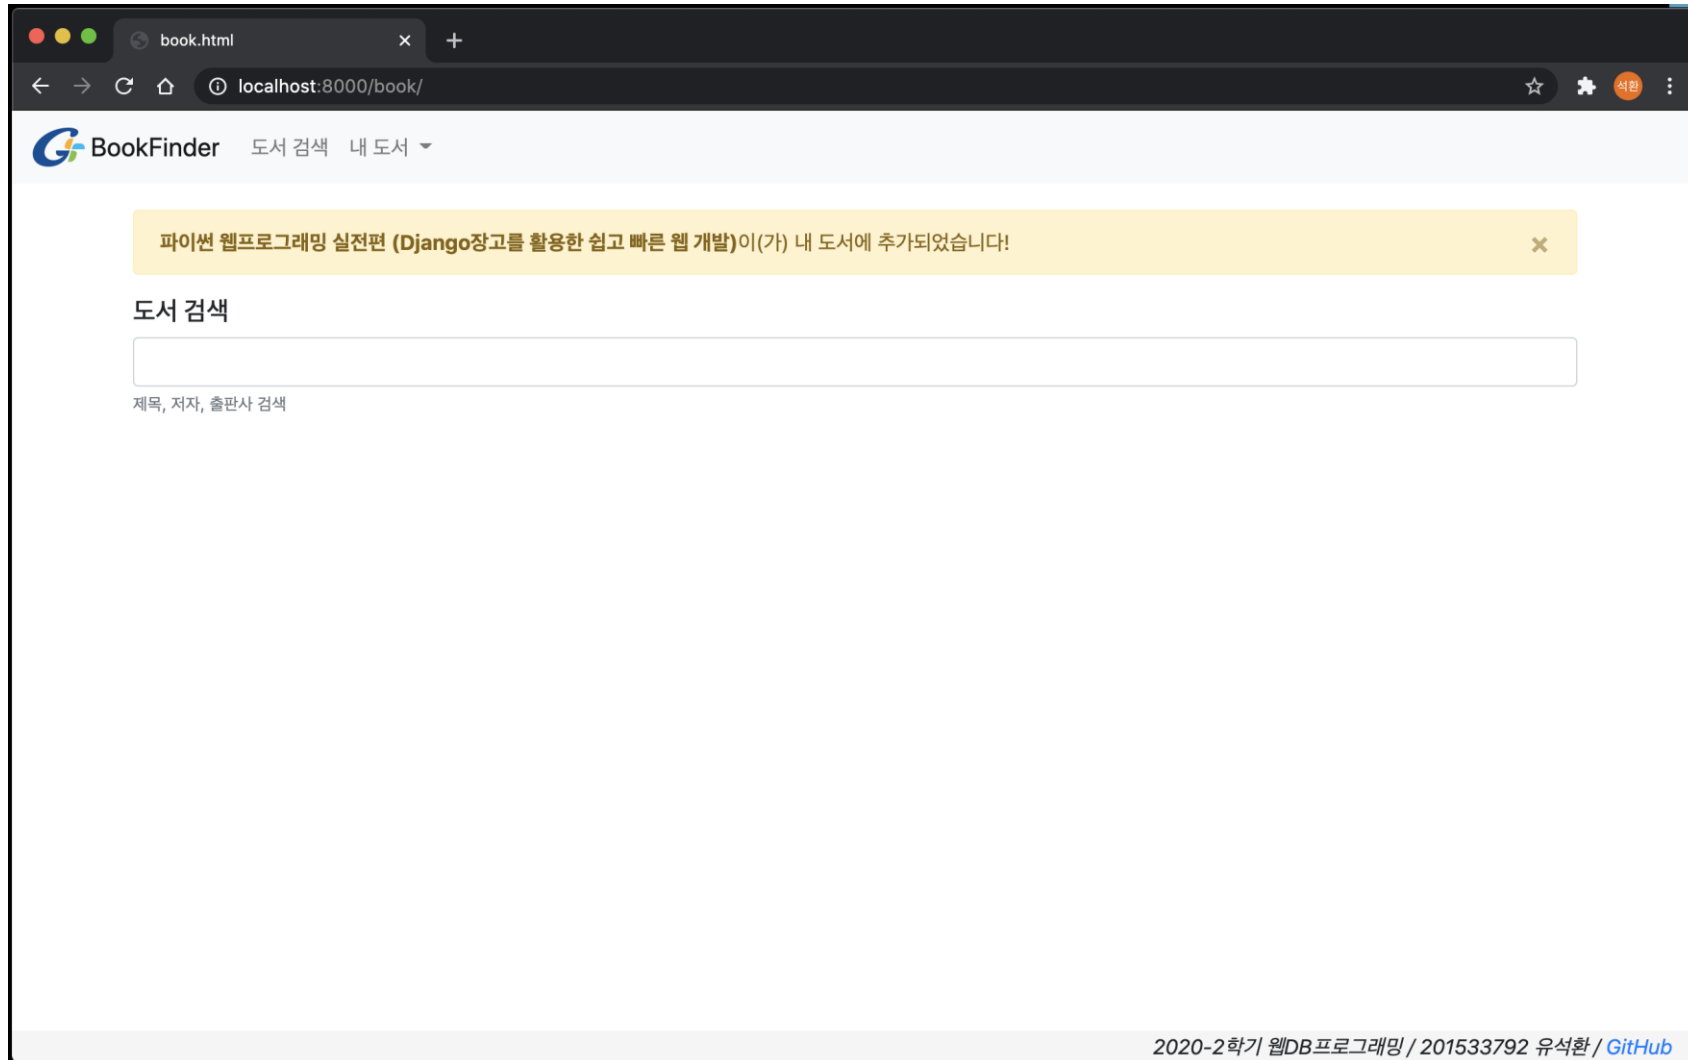 book.html
localhost:8000/book/
석환
BookFinder 도서 검색 내 도서
파이썬 웹프로그래밍 실전편 (Django장고를 활용한 쉽고 빠른 웹 개발)이(가) 내 도서에 추가되었습니다!
도서 검색
제목, 저자, 출판사 검색
2020-2학기 웹DB프로그래밍 / 201533792 유석환 / GitHub